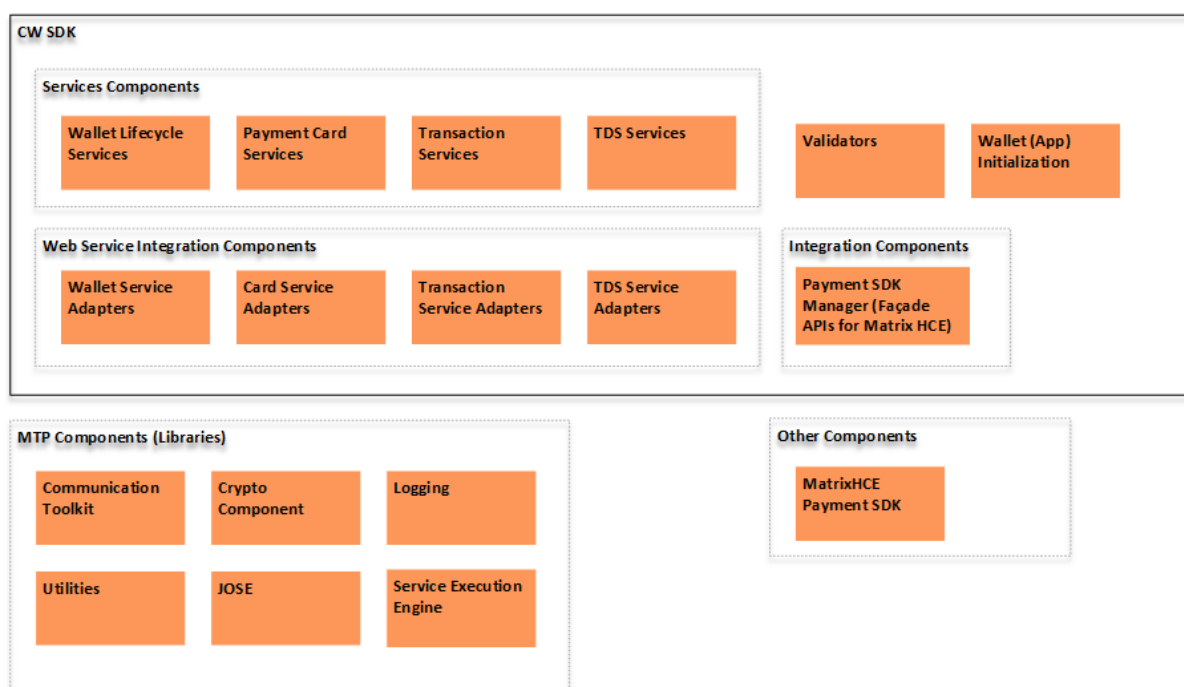 CW SDK
Services Components
Wallet Lifecycle
Services
Payment Card
Services
Transaction
Services
TDS Services
Validators
Wallet (App)
Initialization
Web Service Integration Components
Wallet Service
Adapters
Card Service
Adapters
Transaction
Service Adapters
TDS Service
Adapters
Integration Components
Payment SDK
Manager (Façade
APIs for Matrix HCE)
MTP Components (Libraries)
Communication
Toolkit
Crypto
Component
Logging
Utilities
JOSE
Service Execution
Engine
Other Components
MatrixHCE
Payment SDK